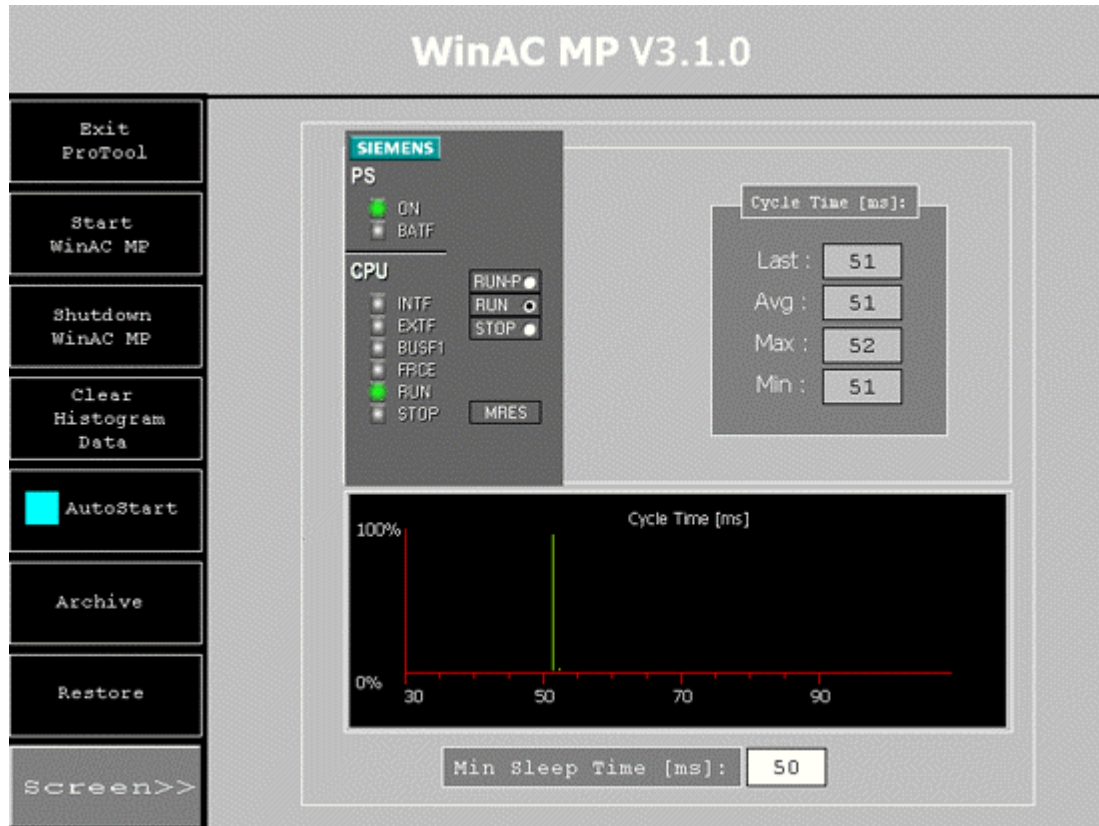 WinAC MP V3.1.0
Exit
ProTool
Start
WinAC MP
Shutdown
WinAC MP
Clear
Histogram
Data
AutoStart
Archive
Restore
Screen>>
SIEMENS
PS
ON
BATF
CPU
INTF
EXTF
BUSF1
FRCE
RUN
STOP
RUN-P
RUN
STOP
MRES
Cycle Time [ms]:
Last : 51
Avg : 51
Max : 52
Min : 51
Cycle Time [ms]
100%
0%
30 50 70 90
Min Sleep Time [ms]: 50